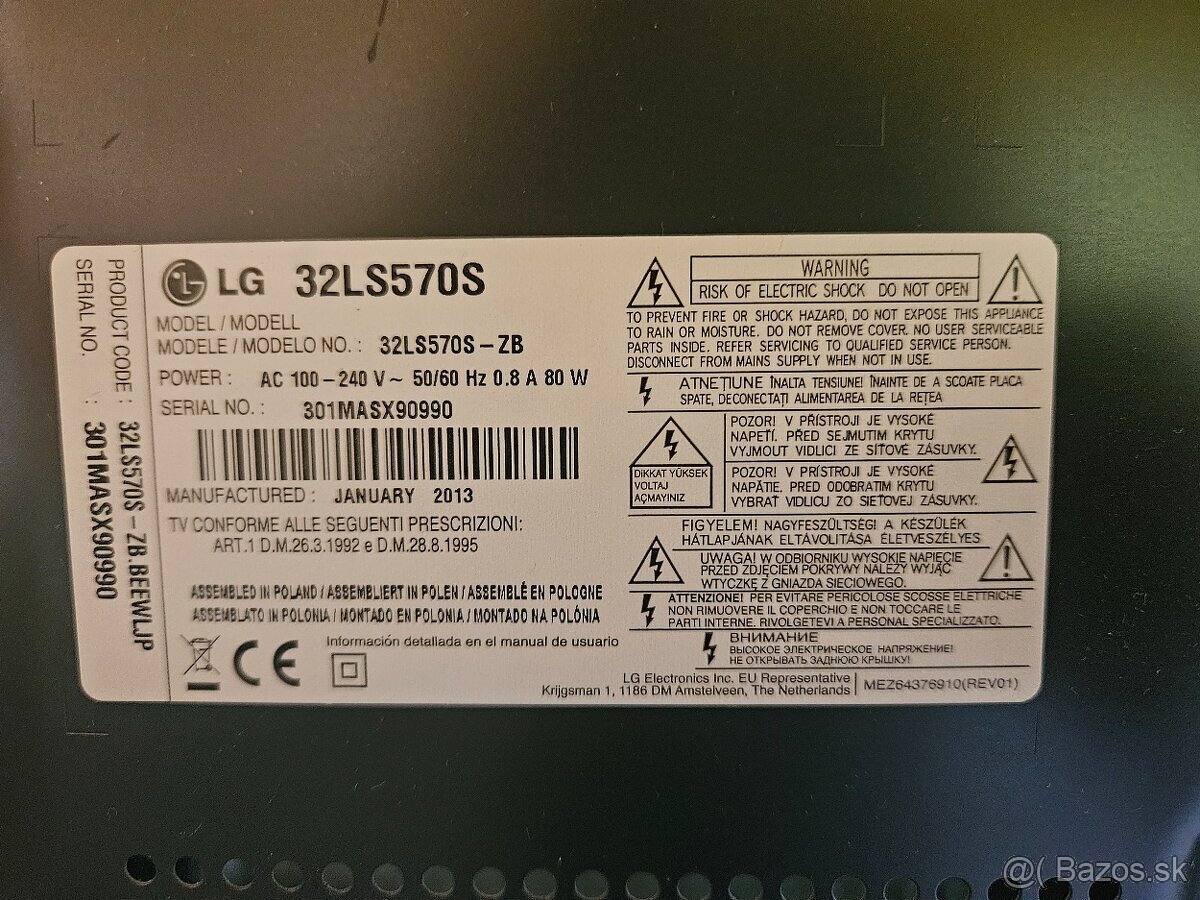 LG 32LS570S
MODEL / MODELL
MODELE / MODELO NO. : 32LS570S-ZB
POWER : AC 100-240 V~ 50/60 Hz 0.8 A 80 W
SERIAL NO. : 301MASX90990
MANUFACTURED : JANUARY 2013
TV CONFORME ALLE SEGUENTI PRESCRIZIONI:
ART.1 D.M.26.3.1992 e D.M.28.8.1995
ASSEMBLED IN POLAND / ASSEMBLIERT IN POLEN / ASSEMBLÉ EN POLOGNE
ASSEMBLATO IN POLONIA / MONTADO EN POLONIA / MONTADO NA POLÓNIA
Información detallada en el manual de usuario
CE
PRODUCT CODE : 32LS570S-ZB.BEEWLJP
SERIAL NO. : 301MASX90990
WARNING
RISK OF ELECTRIC SHOCK DO NOT OPEN
TO PREVENT FIRE OR SHOCK HAZARD, DO NOT EXPOSE THIS APPLIANCE
TO RAIN OR MOISTURE. DO NOT REMOVE COVER. NO USER SERVICEABLE
PARTS INSIDE. REFER SERVICING TO QUALIFIED SERVICE PERSON.
DISCONNECT FROM MAINS SUPPLY WHEN NOT IN USE.
ATNEȚIUNE ÎNALTA TENSIUNE! ÎNAINTE DE A SCOATE PLACA
SPATE, DECONECTAȚI ALIMENTAREA DE LA REȚEA
DIKKAT YÜKSEK
VOLTAJ
AÇMAYINIZ
POZOR! V PŘÍSTROJI JE VYSOKÉ
NAPETÍ. PŘED SEJMUTIM KRYTU
VYJMOUT VIDLICI ZE SÍTOVÉ ZÁSUVKY.
POZOR! V PRÍSTROJI JE VYSOKÉ
NAPÄTIE. PRED ODOBRATIM KRYTU
VYBRAŤ VIDLICU ZO SIEŤOVEJ ZÁSUVKY.
FIGYELEM! NAGYFESZÜLTSÉG! A KÉSZÜLÉK
HÁTLAPJÁNAK ELTÁVOLÍTÁSA ÉLETVESZÉLYES
UWAGA! W ODBIORNIKU WYSOKIE NAPIĘCIE
PRZED ZDJĘCIEM POKRYWY NALEŻY WYJĄĆ
WTYCZKĘ Z GNIAZDA SIECIOWEGO.
ATTENZIONE! PER EVITARE PERICOLOSE SCOSSE ELETTRICHE
NON RIMUOVERE IL COPERCHIO E NON TOCCARE LE
PARTI INTERNE. RIVOLGETEVI A PERSONAL SPECIALIZZATO.
ВНИМАНИЕ
ВЫСОКОЕ ЭЛЕКТРИЧЕСКОЕ НАПРЯЖЕНИЕ!
НЕ ОТКРЫВАТЬ ЗАДНЮЮ КРЫШКУ!
LG Electronics Inc. EU Representative
Krijgsman 1, 1186 DM Amstelveen, The Netherlands
MEZ64376910(REV01)
@( Bazos.sk